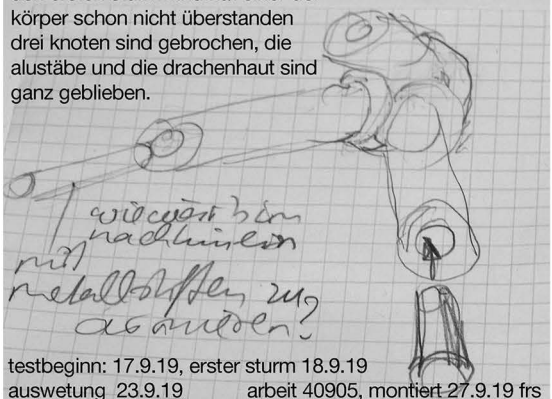 körper schon nicht überstanden
drei knoten sind gebrochen, die
alustäbe und die drachenhaut sind
ganz geblieben.
nachhinein
mit
metallstiften zu
armieren?
testbeginn: 17.9.19, erster sturm 18.9.19
auswetung 23.9.19 arbeit 40905, montiert 27.9.19 frs